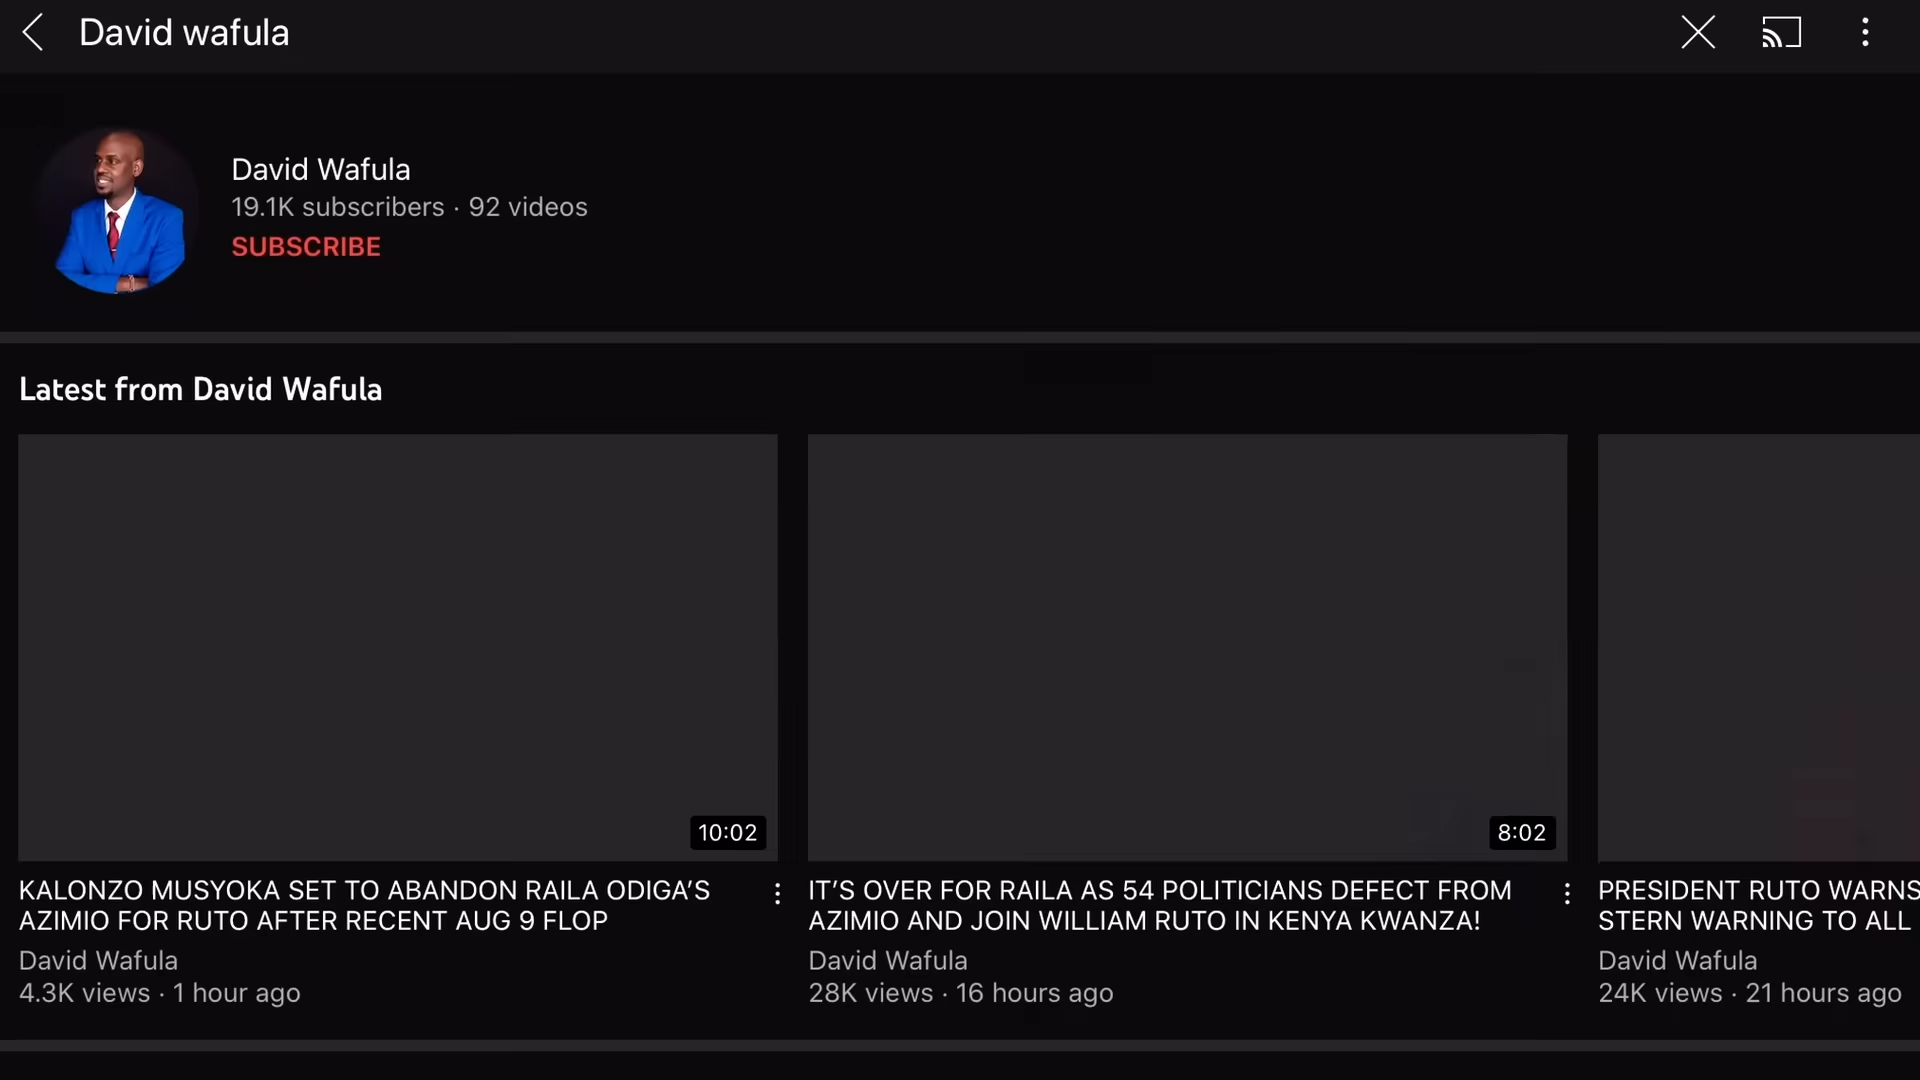 David wafula
David Wafula
19.1K subscribers · 92 videos
SUBSCRIBE
Latest from David Wafula
10:02
8:02
KALONZO MUSYOKA SET TO ABANDON RAILA ODIGA’S
AZIMIO FOR RUTO AFTER RECENT AUG 9 FLOP
David Wafula
4.3K views · 1 hour ago
IT’S OVER FOR RAILA AS 54 POLITICIANS DEFECT FROM
AZIMIO AND JOIN WILLIAM RUTO IN KENYA KWANZA!
David Wafula
28K views · 16 hours ago
PRESIDENT RUTO WARNS
STERN WARNING TO ALL
David Wafula
24K views · 21 hours ago